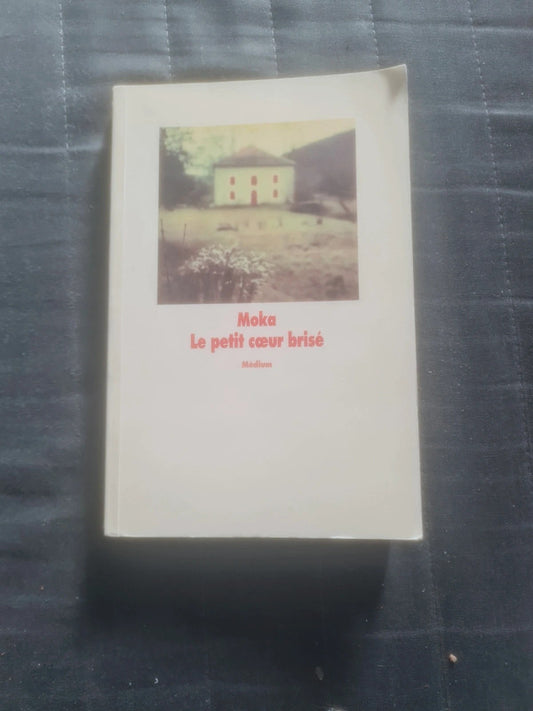 Moka
Le petit cœur brisé
Médium